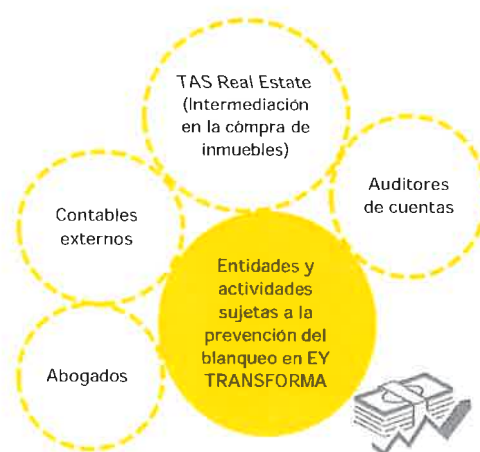 TAS Real Estate
(Intermediación
en la cómpra de
inmuebles)
Auditores
de cuentas
Contables
externos
Entidades y
actividades
sujetas a la
prevención del
blanqueo en EY
TRANSFORMA
Abogados